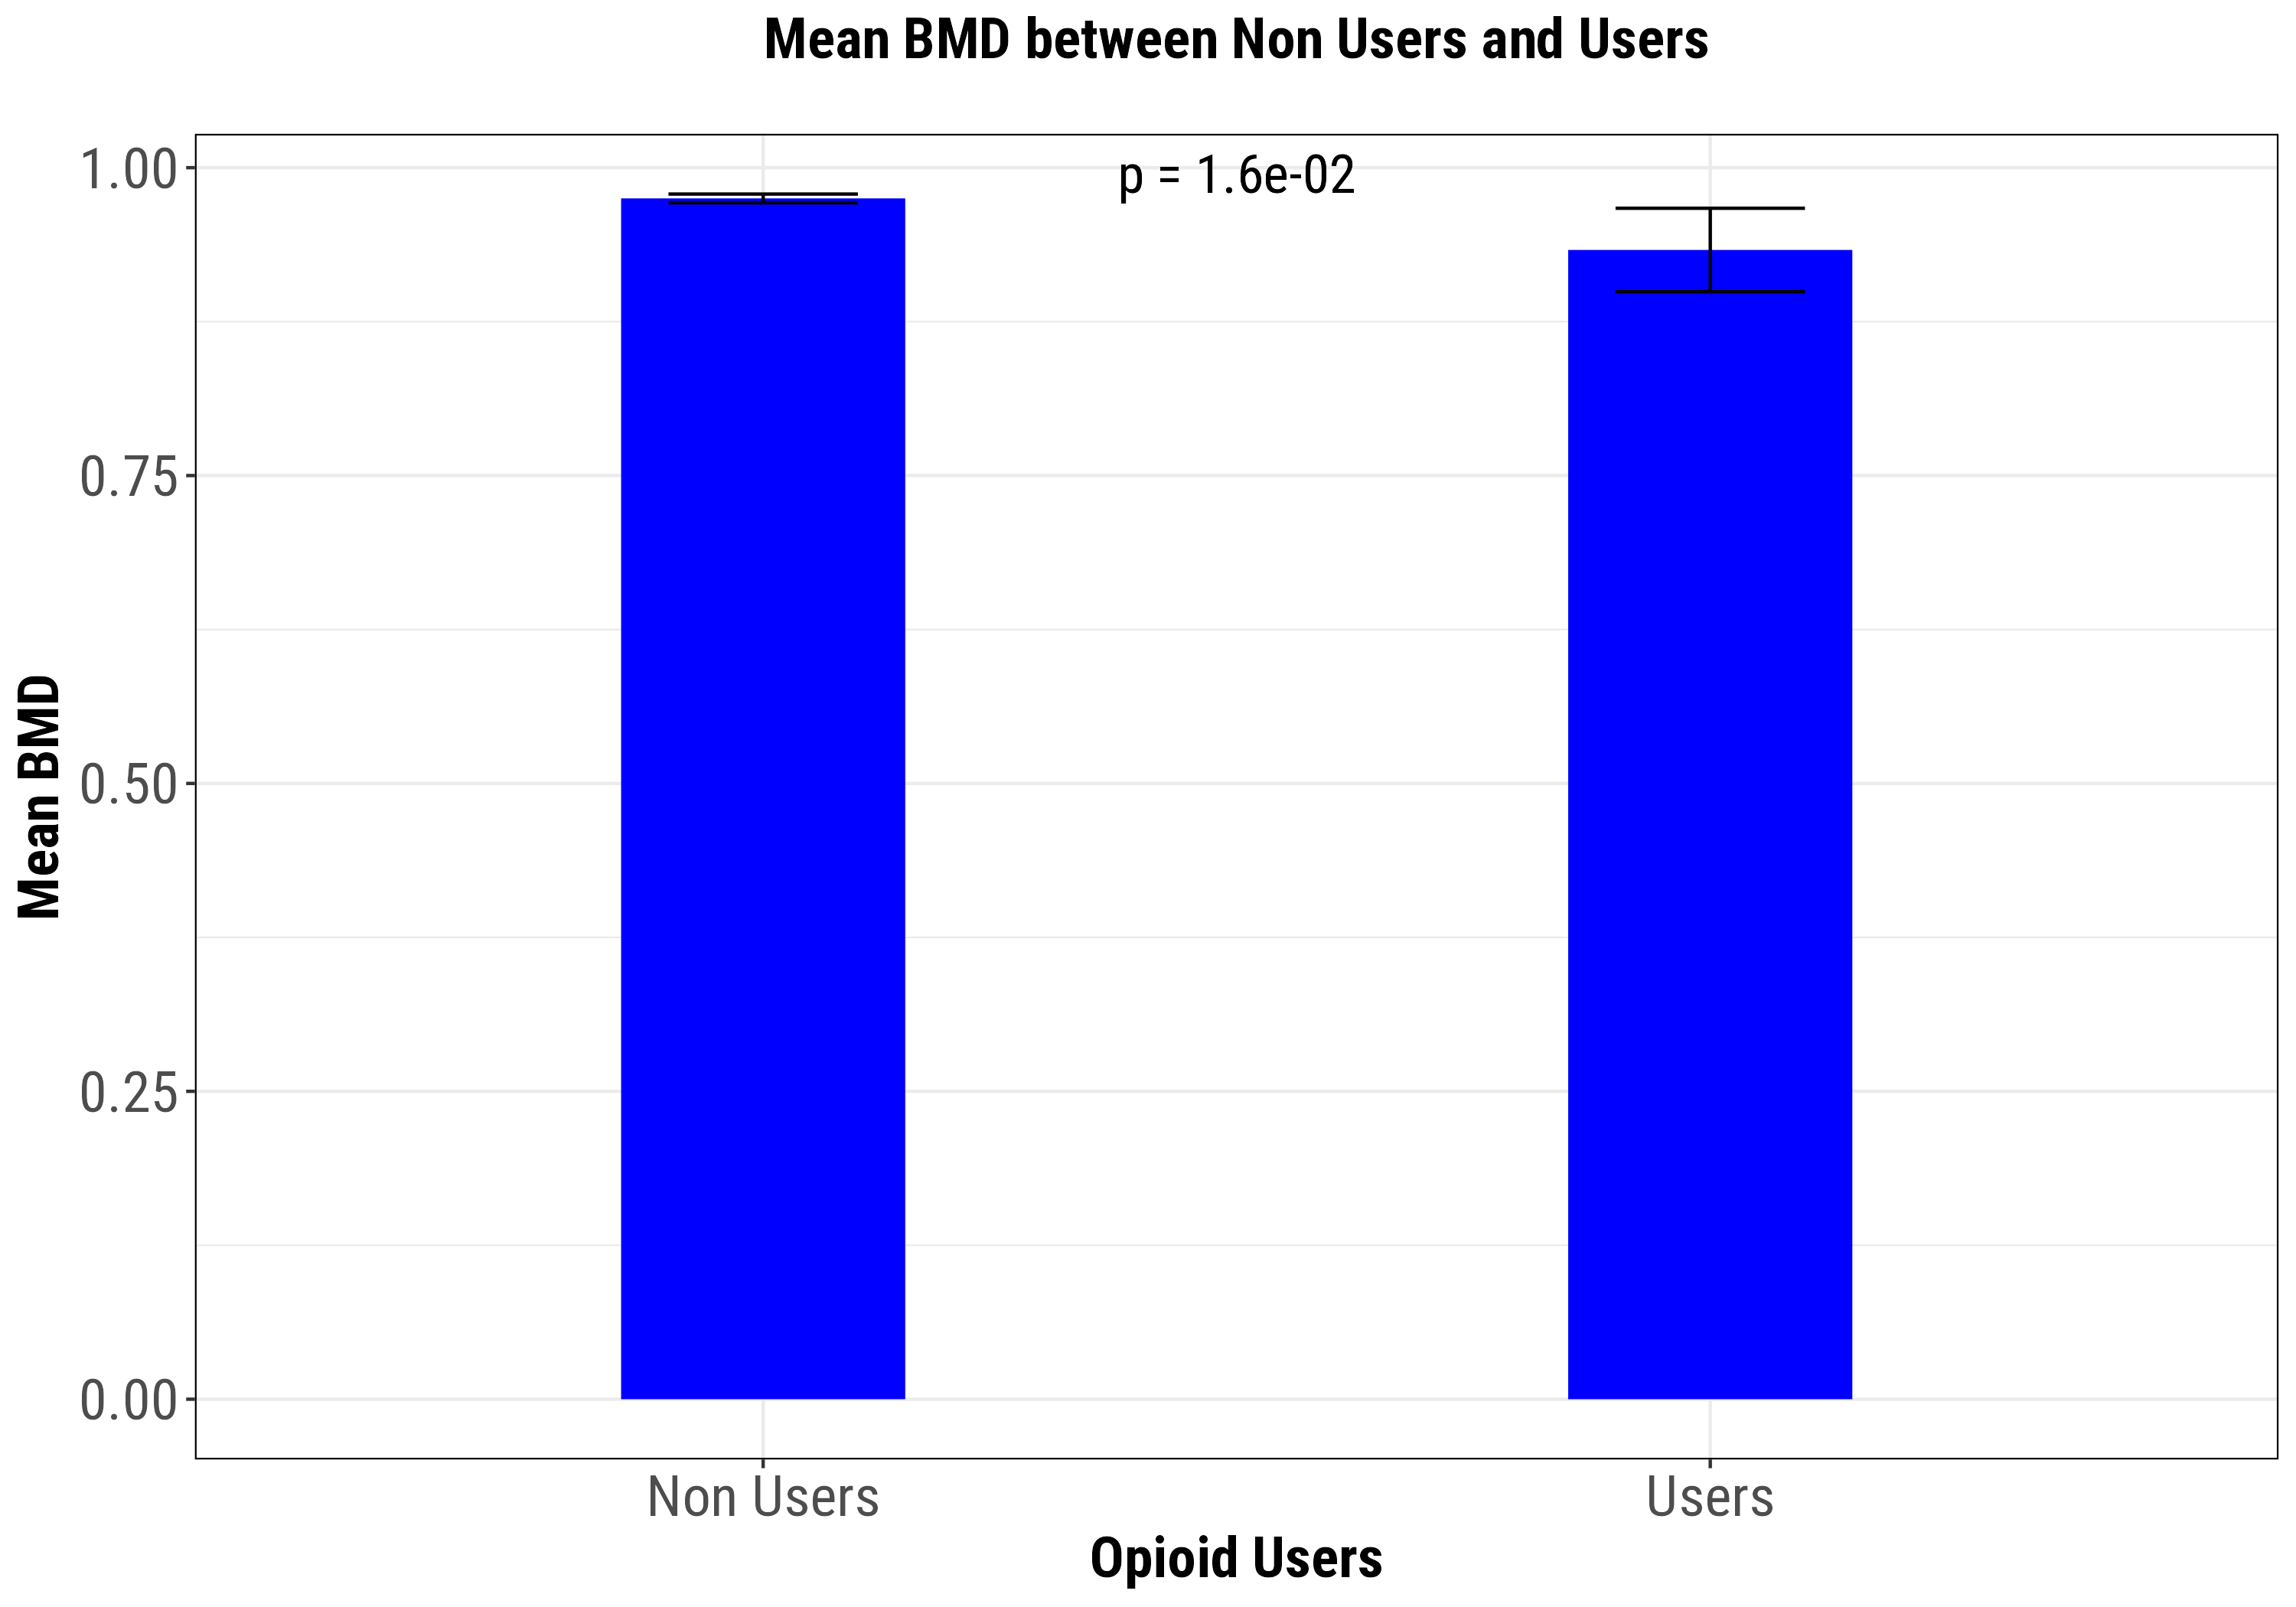 Mean BMD between Non Users and Users
p = 1.6e-02
1.00
0.75
0.50
0.25
0.00
Mean BMD
Non Users
Users
Opioid Users